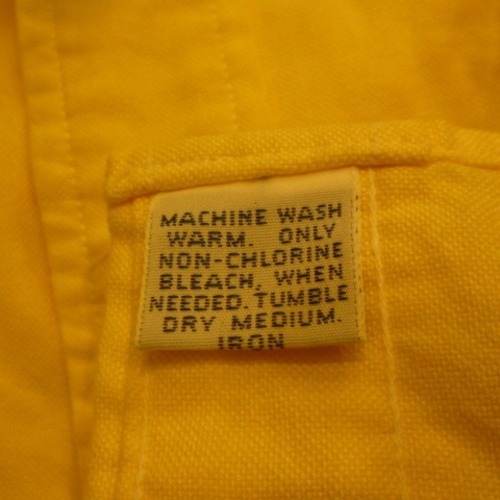 MACHINE WASH
WARM. ONLY
NON-CHLORINE
BLEACH, WHEN
NEEDED. TUMBLE
DRY MEDIUM.
IRON